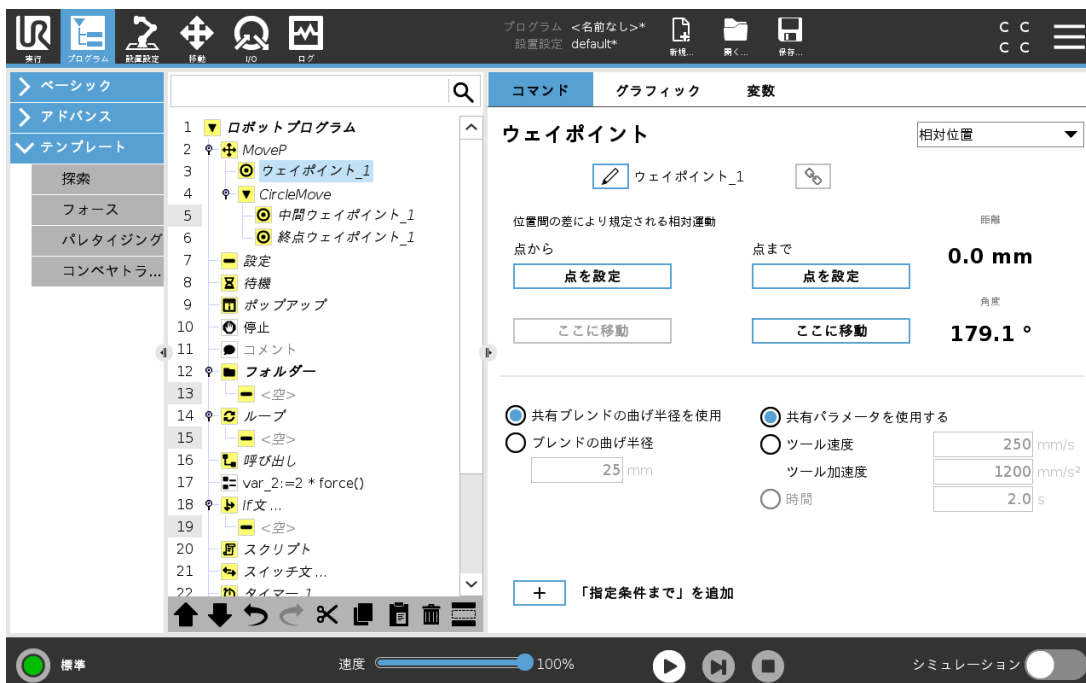 UR
実行
プログラム
設置設定
移動
I/O
ログ
プログラム <名前なし>*
設置設定 default*
新規...
開く...
保存...
C C
C C
ベーシック
アドバンス
テンプレート
探索
フォース
パレタイジング
コンベヤトラ...
1 ロボットプログラム
2 MoveP
3 ウェイポイント_1
4 CircleMove
5 中間ウェイポイント_1
6 終点ウェイポイント_1
7 設定
8 待機
9 ポップアップ
10 停止
11 コメント
12 フォルダー
13 <空>
14 ループ
15 <空>
16 呼び出し
17 var_2:=2 * force()
18 If文...
19 <空>
20 スクリプト
21 スイッチ文...
22 タイマー_1
コマンド
グラフィック
変数
ウェイポイント
相対位置
ウェイポイント_1
位置間の差により規定される相対運動
距離
点から
点まで
0.0 mm
点を設定
点を設定
角度
ここに移動
ここに移動
179.1 °
共有ブレンドの曲げ半径を使用
共有パラメータを使用する
ブレンドの曲げ半径
ツール速度 250 mm/s
25 mm
ツール加速度 1200 mm/s²
時間 2.0 s
+ 「指定条件まで」を追加
標準
速度
100%
シミュレーション